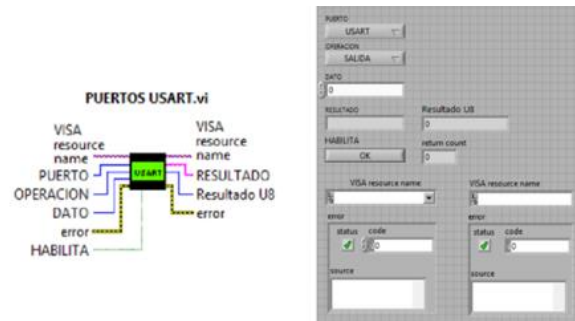 PUERTOS USART.vi
VISA
resource
name
PUERTO
OPERACION
DATO
error
HABILITA
USART
VISA
resource
name
RESULTADO
Resultado U8
error
PUERTO
USART
OPERACION
SALIDA
DATO
0
RESULTADO
Resultado U8
0
HABILITA
return count
OK
0
VISA resource name
VISA resource name
error
error
status code
status code
0
0
source
source